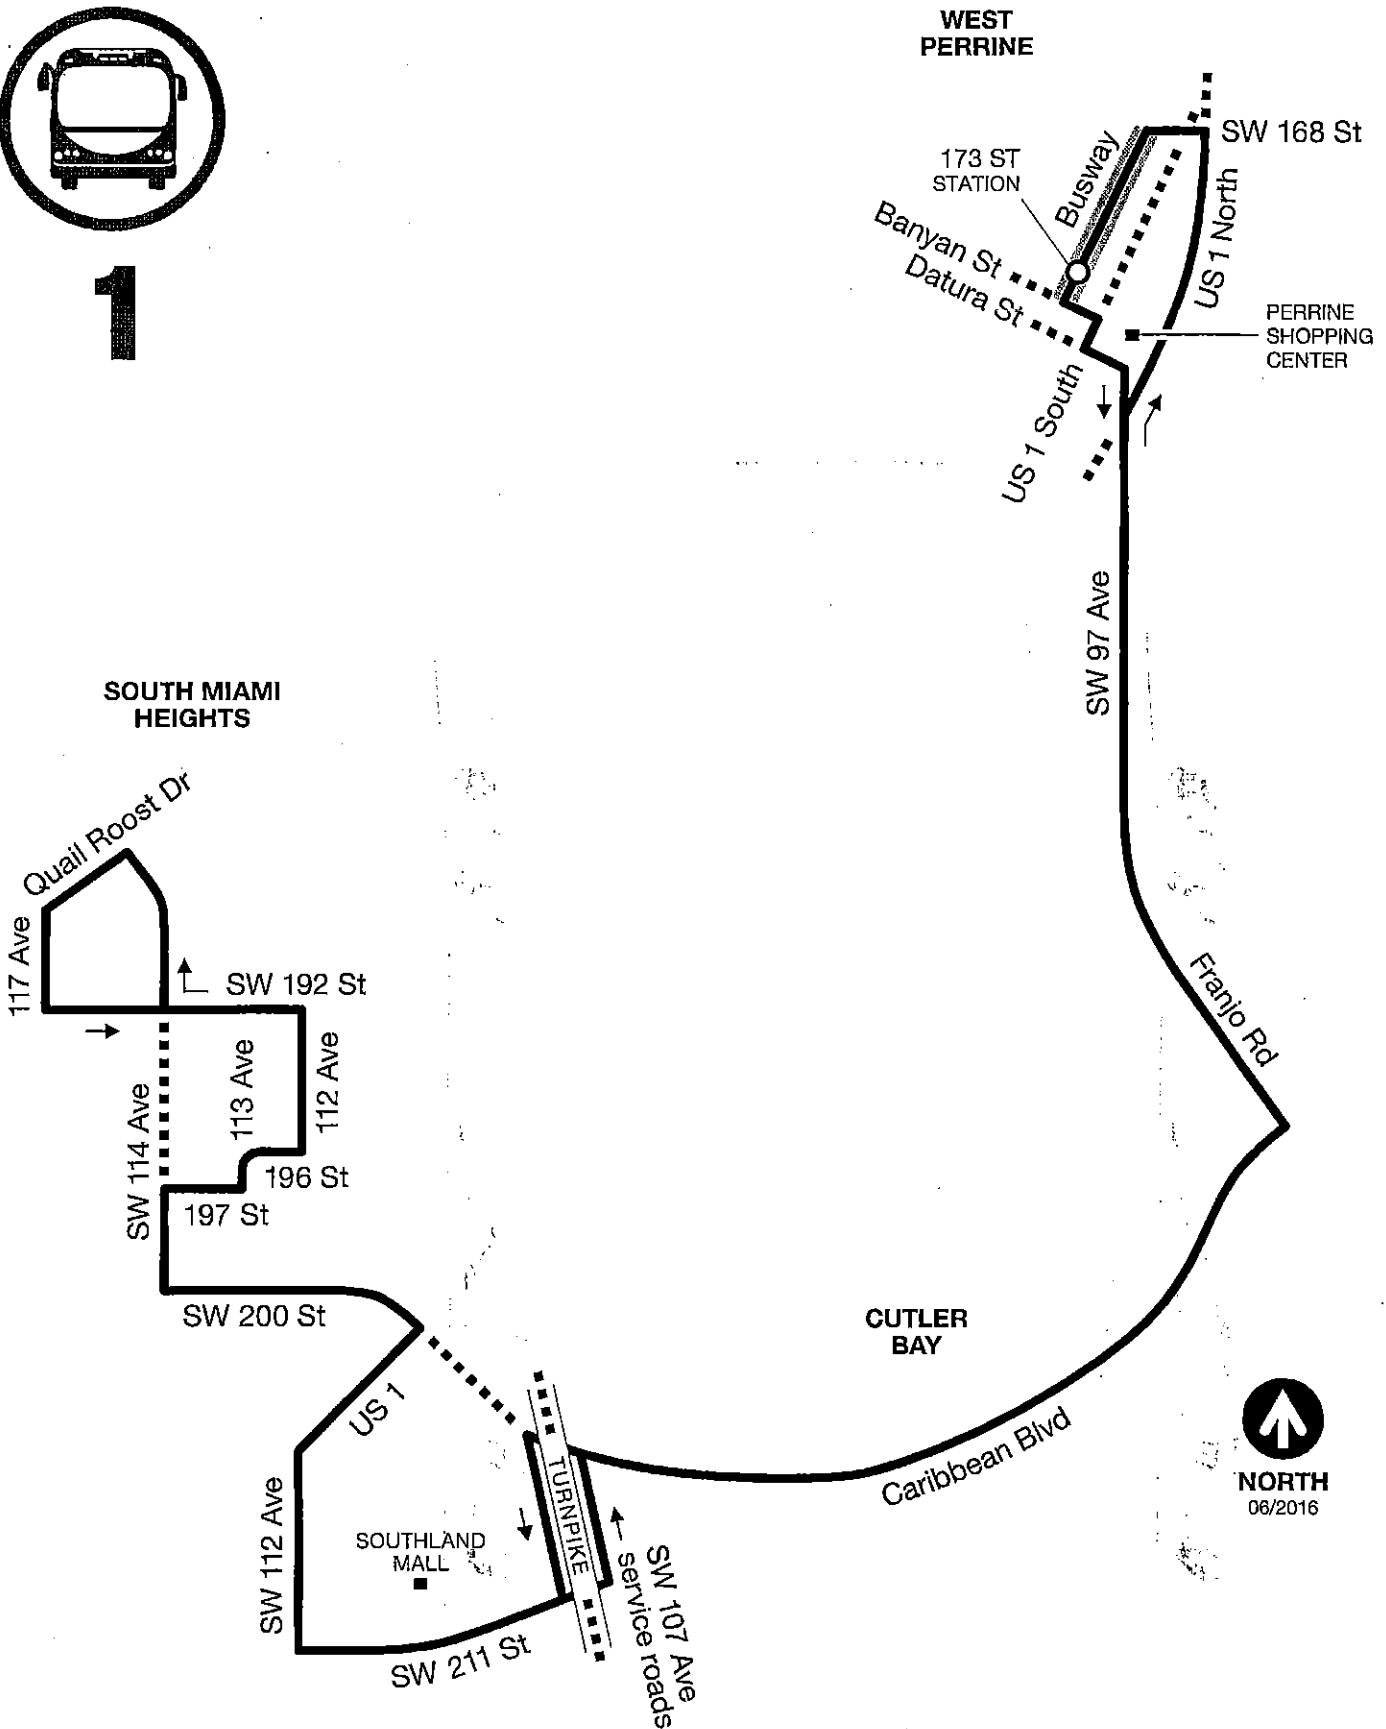 1
WEST
PERRINE
SW 168 St
173 ST
STATION
Busway
US 1 North
Banyan St
Datura St
PERRINE
SHOPPING
CENTER
US 1 South
SW 97 Ave
SOUTH MIAMI
HEIGHTS
Quail Roost Dr
117 Ave
SW 192 St
Franjo Rd
113 Ave
112 Ave
SW 114 Ave
196 St
197 St
SW 200 St
CUTLER
BAY
US 1
Caribbean Blvd
NORTH
06/2016
TURNPIKE
SW 112 Ave
SOUTHLAND
MALL
SW 107 Ave
service roads
SW 211 St